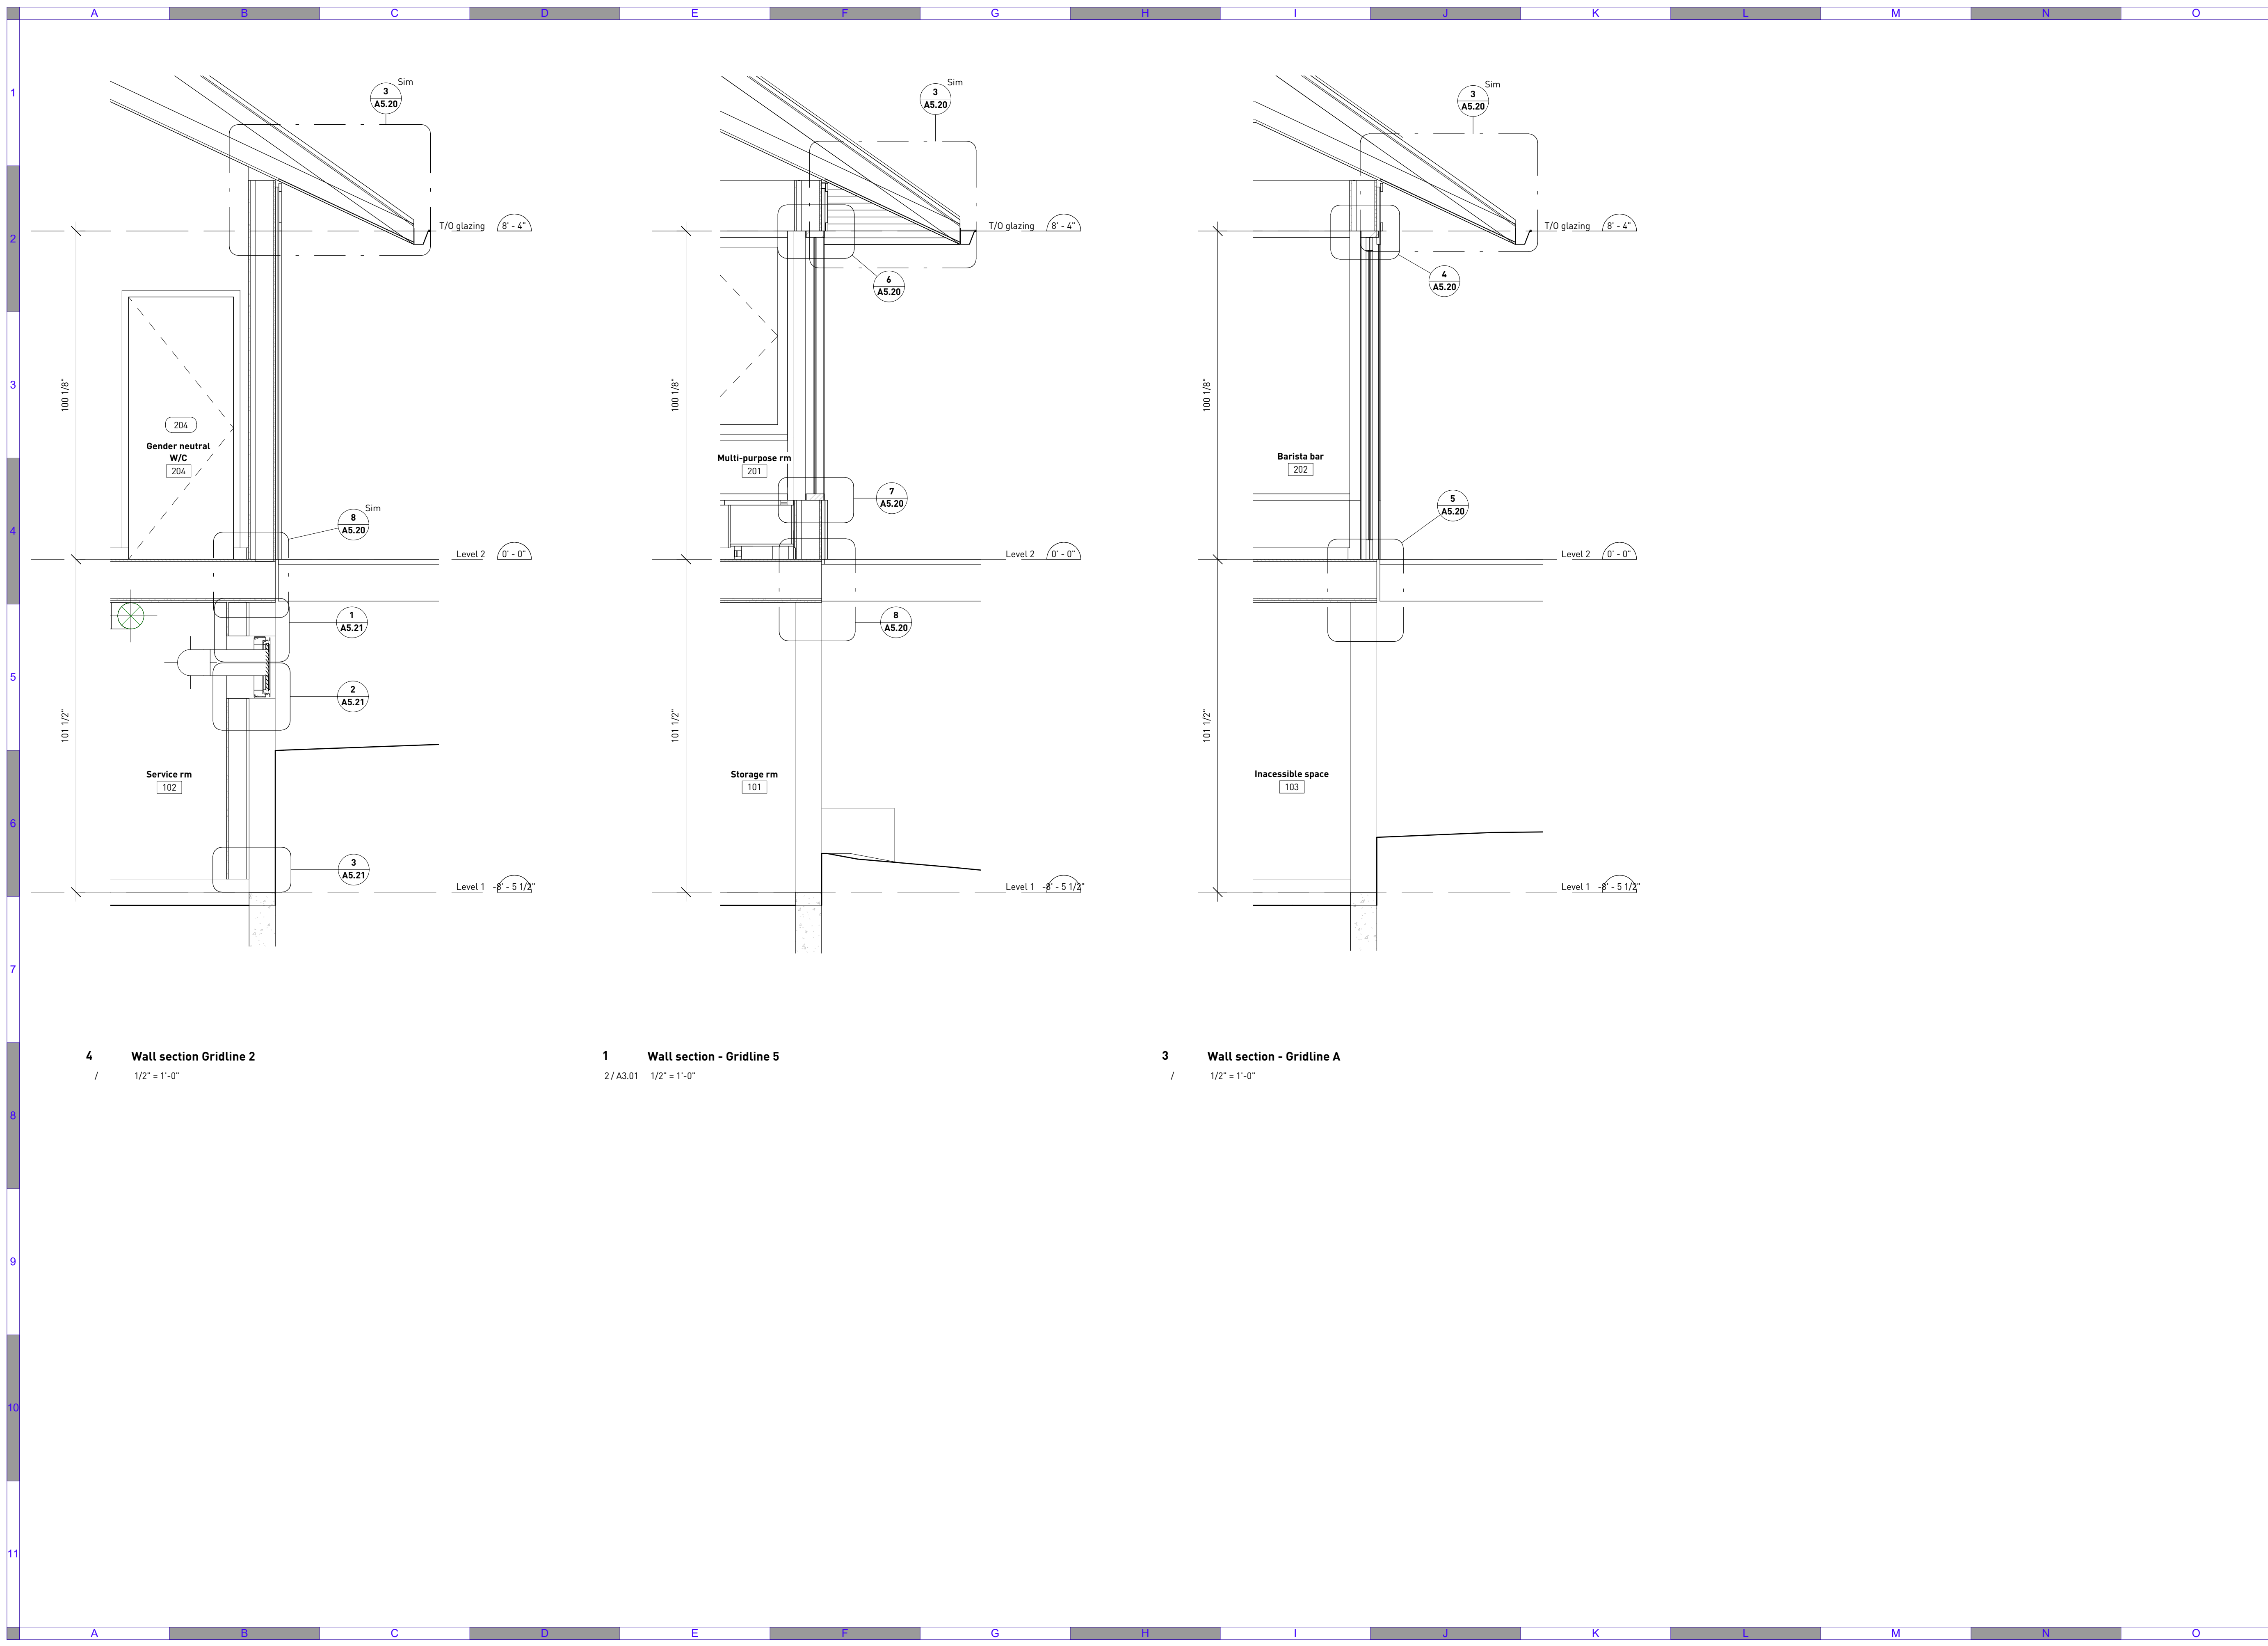 A B C D E F G H I J K L M N O
1
2
3
4
5
6
7
8
9
10
11
3
A5.20
Sim
T/O glazing 8' - 4"
100 1/8"
204
Gender neutral
W/C
204
8
A5.20
Sim
Level 2 0' - 0"
1
A5.21
2
A5.21
101 1/2"
Service rm
102
3
A5.21
Level 1 -8' - 5 1/2"
4 Wall section Gridline 2
/ 1/2" = 1'-0"
3
A5.20
Sim
T/O glazing 8' - 4"
6
A5.20
100 1/8"
Multi-purpose rm
201
7
A5.20
Level 2 0' - 0"
8
A5.20
101 1/2"
Storage rm
101
Level 1 -8' - 5 1/2"
1 Wall section - Gridline 5
2 / A3.01 1/2" = 1'-0"
3
A5.20
Sim
T/O glazing 8' - 4"
4
A5.20
100 1/8"
Barista bar
202
5
A5.20
Level 2 0' - 0"
101 1/2"
Inacessible space
103
Level 1 -8' - 5 1/2"
3 Wall section - Gridline A
/ 1/2" = 1'-0"
A B C D E F G H I J K L M N O